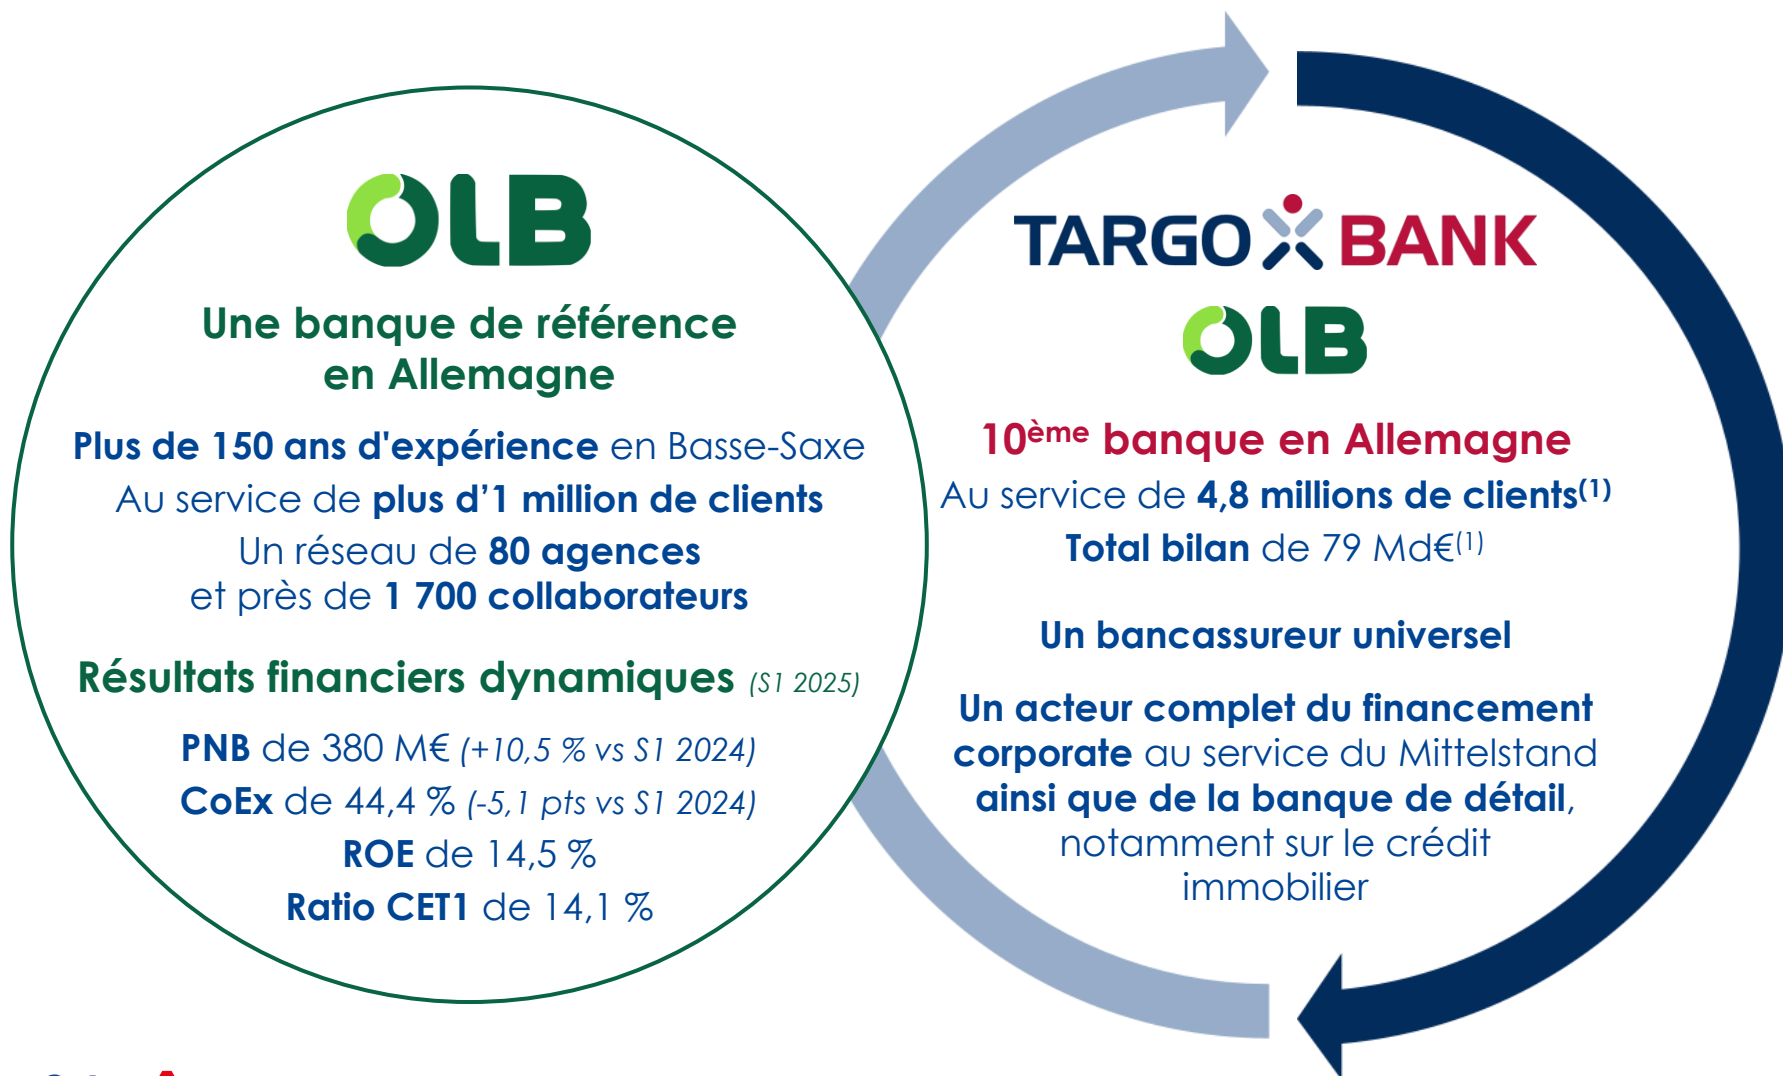 OLB
Une banque de référence
en Allemagne
Plus de 150 ans d'expérience en Basse-Saxe
Au service de plus d’1 million de clients
Un réseau de 80 agences
et près de 1 700 collaborateurs
Résultats financiers dynamiques (S1 2025)
PNB de 380 M€ (+10,5 % vs S1 2024)
CoEx de 44,4 % (-5,1 pts vs S1 2024)
ROE de 14,5 %
Ratio CET1 de 14,1 %
TARGO BANK
OLB
10ème banque en Allemagne
Au service de 4,8 millions de clients(1)
Total bilan de 79 Md€(1)
Un bancassureur universel
Un acteur complet du financement
corporate au service du Mittelstand
ainsi que de la banque de détail,
notamment sur le crédit
immobilier